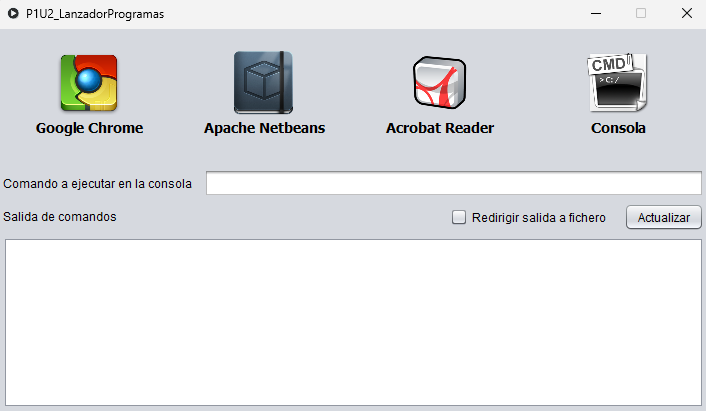 P1U2_LanzadorProgramas
CMD
>C:/
Google Chrome
Apache Netbeans
Acrobat Reader
Consola
Comando a ejecutar en la consola
Salida de comandos
Redirigir salida a fichero
Actualizar